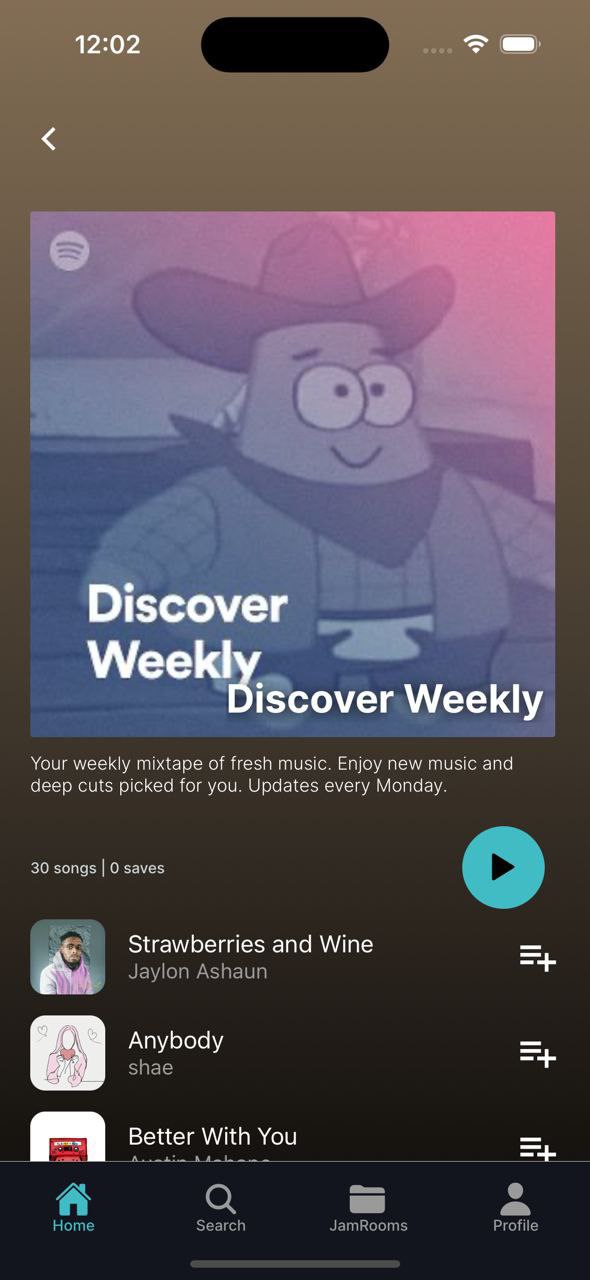 12:02
Discover
Weekly
Discover Weekly
Your weekly mixtape of fresh music. Enjoy new music and
deep cuts picked for you. Updates every Monday.
30 songs | 0 saves
Strawberries and Wine
Jaylon Ashaun
Anybody
shae
Better With You
Home
Search
JamRooms
Profile